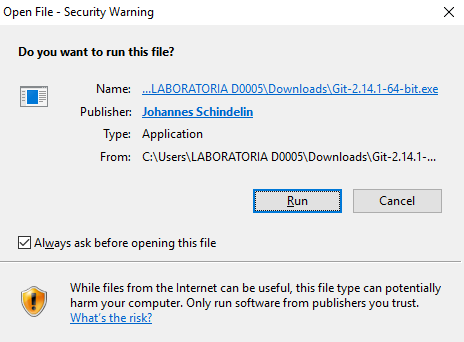 Open File - Security Warning
Do you want to run this file?
Name: ...LABORATORIA D0005\Downloads\Git-2.14.1-64-bit.exe
Publisher: Johannes Schindelin
Type: Application
From: C:\Users\LABORATORIA D0005\Downloads\Git-2.14.1-...
Run Cancel
Always ask before opening this file
While files from the Internet can be useful, this file type can potentially
harm your computer. Only run software from publishers you trust.
What's the risk?